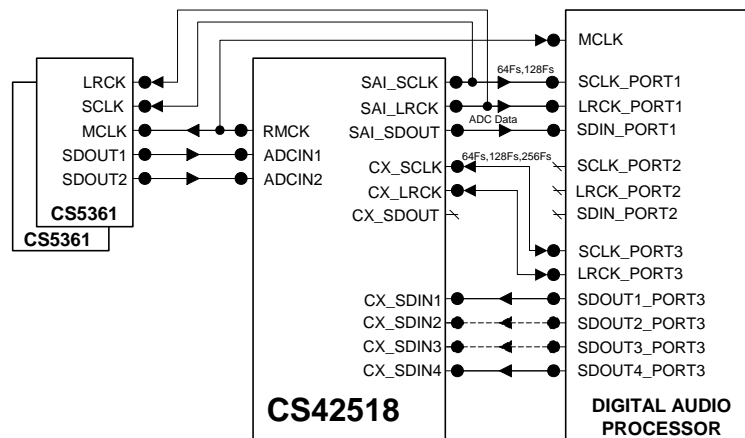 MCLK
64Fs,128Fs
LRCK
SAI_SCLK
SCLK_PORT1
SCLK
SAI_LRCK
LRCK_PORT1
ADC Data
MCLK
RMCK
SAI_SDOUT
SDIN_PORT1
SDOUT1
ADCIN1
64Fs,128Fs,256Fs
CX_SCLK
SCLK_PORT2
SDOUT2
ADCIN2
CX_LRCK
LRCK_PORT2
CS5361
CX_SDOUT
SDIN_PORT2
CS5361
SCLK_PORT3
LRCK_PORT3
CX_SDIN1
SDOUT1_PORT3
CX_SDIN2
SDOUT2_PORT3
CX_SDIN3
SDOUT3_PORT3
CX_SDIN4
SDOUT4_PORT3
CS42518
DIGITAL AUDIO
PROCESSOR